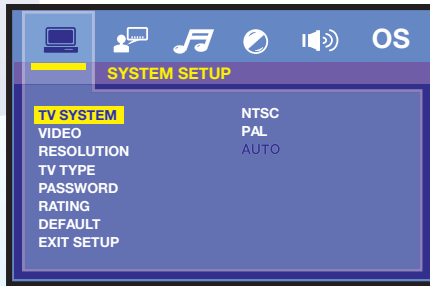 OS
SYSTEM SETUP
TV SYSTEM NTSC
VIDEO PAL
RESOLUTION AUTO
TV TYPE
PASSWORD
RATING
DEFAULT
EXIT SETUP